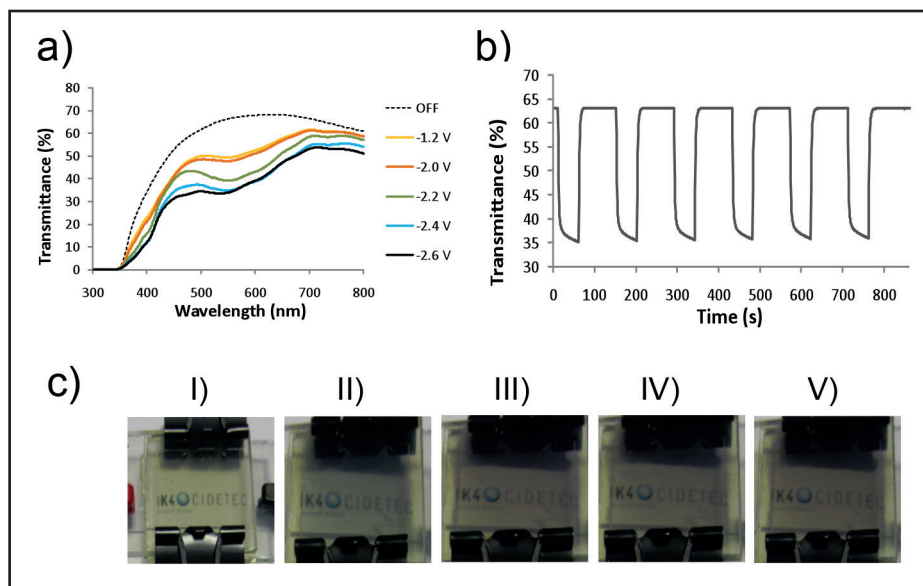 a)
80
70
60
50
40
30
20
10
0
Transmittance (%)
300 400 500 600 700 800
Wavelength (nm)
OFF
-1.2 V
-2.0 V
-2.2 V
-2.4 V
-2.6 V
b)
70
65
60
55
50
45
40
35
30
Transmittance (%)
0 100 200 300 400 500 600 700 800
Time (s)
c)
I) II) III) IV) V)
IK4 CIDETEC
IK4 CIDETEC
IK4 CIDETEC
IK4 CIDETEC
IK4 CIDETEC